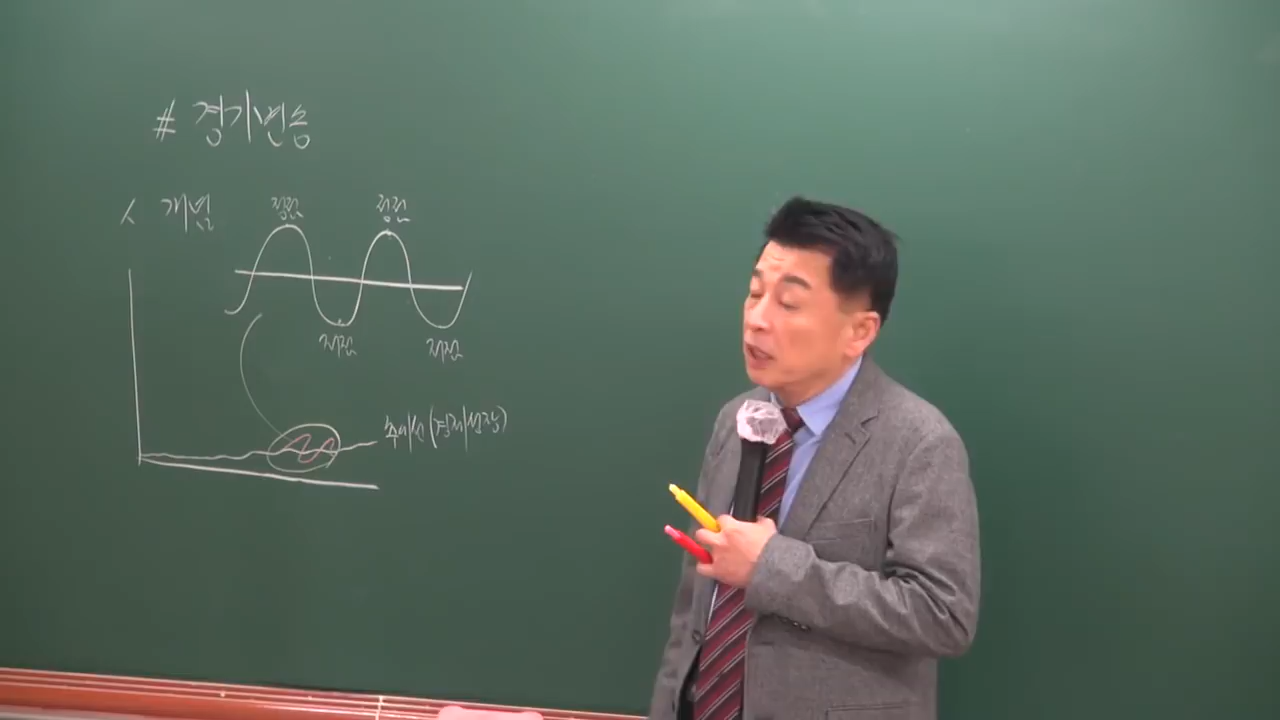 # 경기변동
1. 개념
정점 정점
저점 저점
추세선 (경제성장)